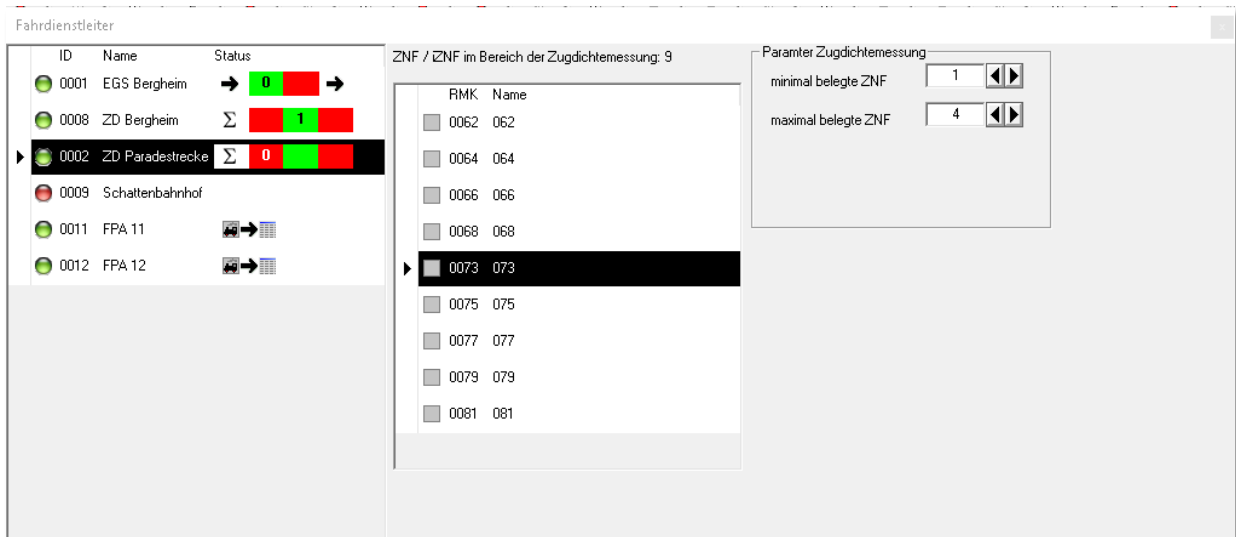 Fahrdienstleiter
ID Name Status
0001 EGS Bergheim 0
0008 ZD Bergheim Σ 1
0002 ZD Paradestrecke Σ 0
0009 Schattenbahnhof
0011 FPA 11
0012 FPA 12
ZNF / iZNF im Bereich der Zugdichtemessung: 9
RMK Name
0062 062
0064 064
0066 066
0068 068
0073 073
0075 075
0077 077
0079 079
0081 081
Paramter Zugdichtemessung
minimal belegte ZNF 1
maximal belegte ZNF 4